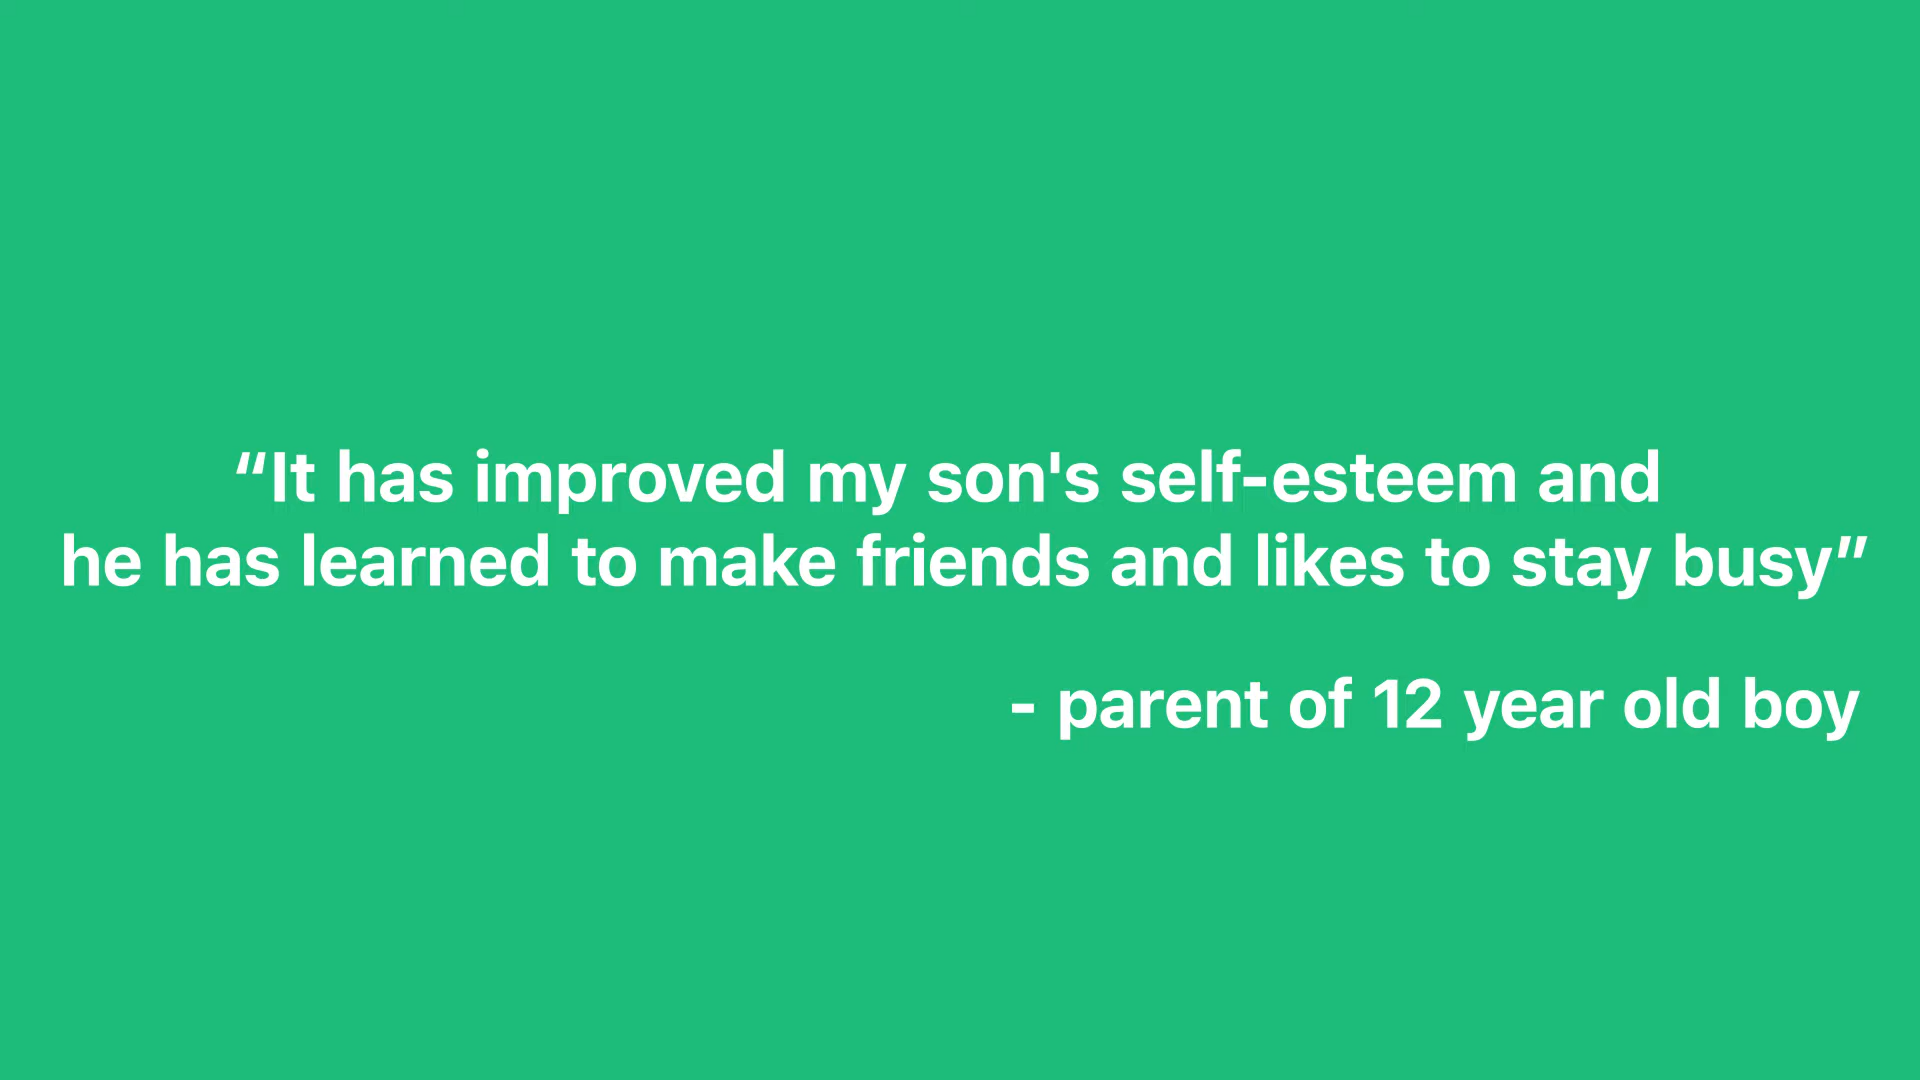 “It has improved my son's self-esteem and
he has learned to make friends and likes to stay busy”
- parent of 12 year old boy